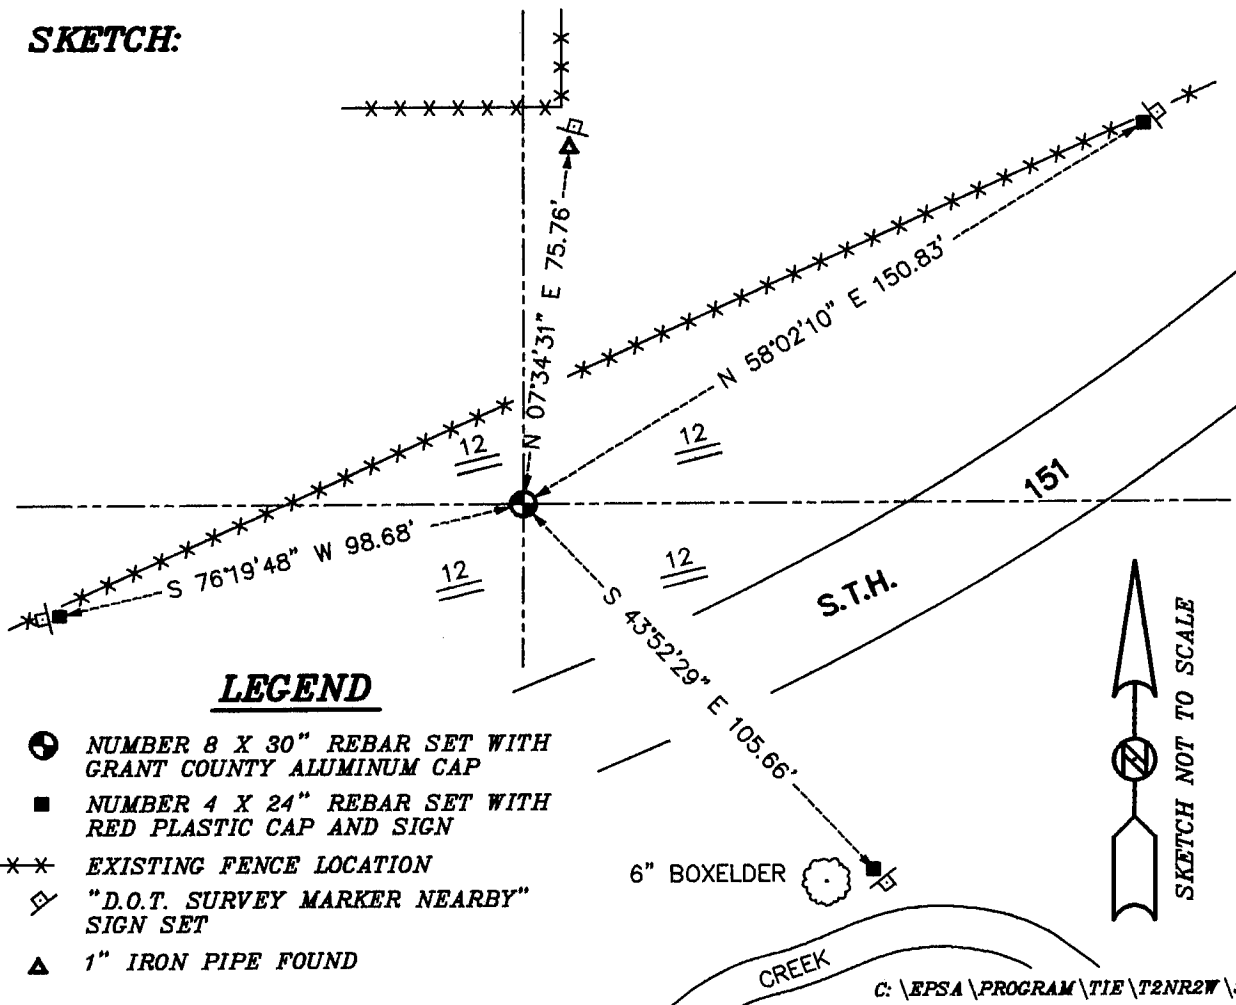 SKETCH:
N 07°34'31" E 75.76'
N 58°02'10" E 150.83'
12
12
151
S 76°19'48" W 98.68'
12
12
S.T.H.
S 43°52'29" E 105.66'
LEGEND
NUMBER 8 X 30" REBAR SET WITH
GRANT COUNTY ALUMINUM CAP
NUMBER 4 X 24" REBAR SET WITH
RED PLASTIC CAP AND SIGN
EXISTING FENCE LOCATION
"D.O.T. SURVEY MARKER NEARBY"
SIGN SET
1" IRON PIPE FOUND
6" BOXELDER
CREEK
N
SKETCH NOT TO SCALE
C:\EPSA\PROGRAM\TIE\T2NR2W\